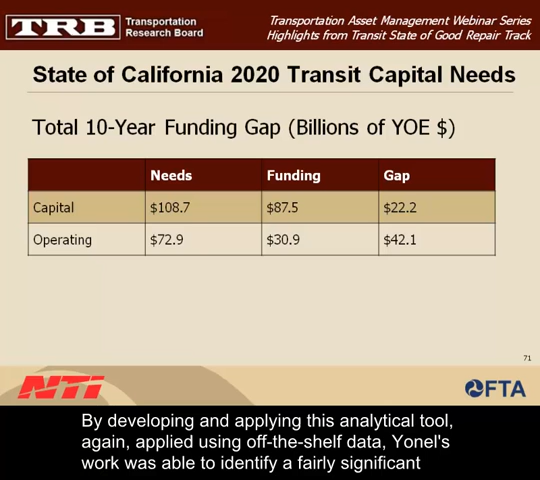 TRB Transportation Research Board
Transportation Asset Management Webinar Series
Highlights from Transit State of Good Repair Track
State of California 2020 Transit Capital Needs
Total 10-Year Funding Gap (Billions of YOE $)
Needs Funding Gap
Capital $108.7 $87.5 $22.2
Operating $72.9 $30.9 $42.1
71
NTI FTA
By developing and applying this analytical tool,
again, applied using off-the-shelf data, Yonel's
work was able to identify a fairly significant